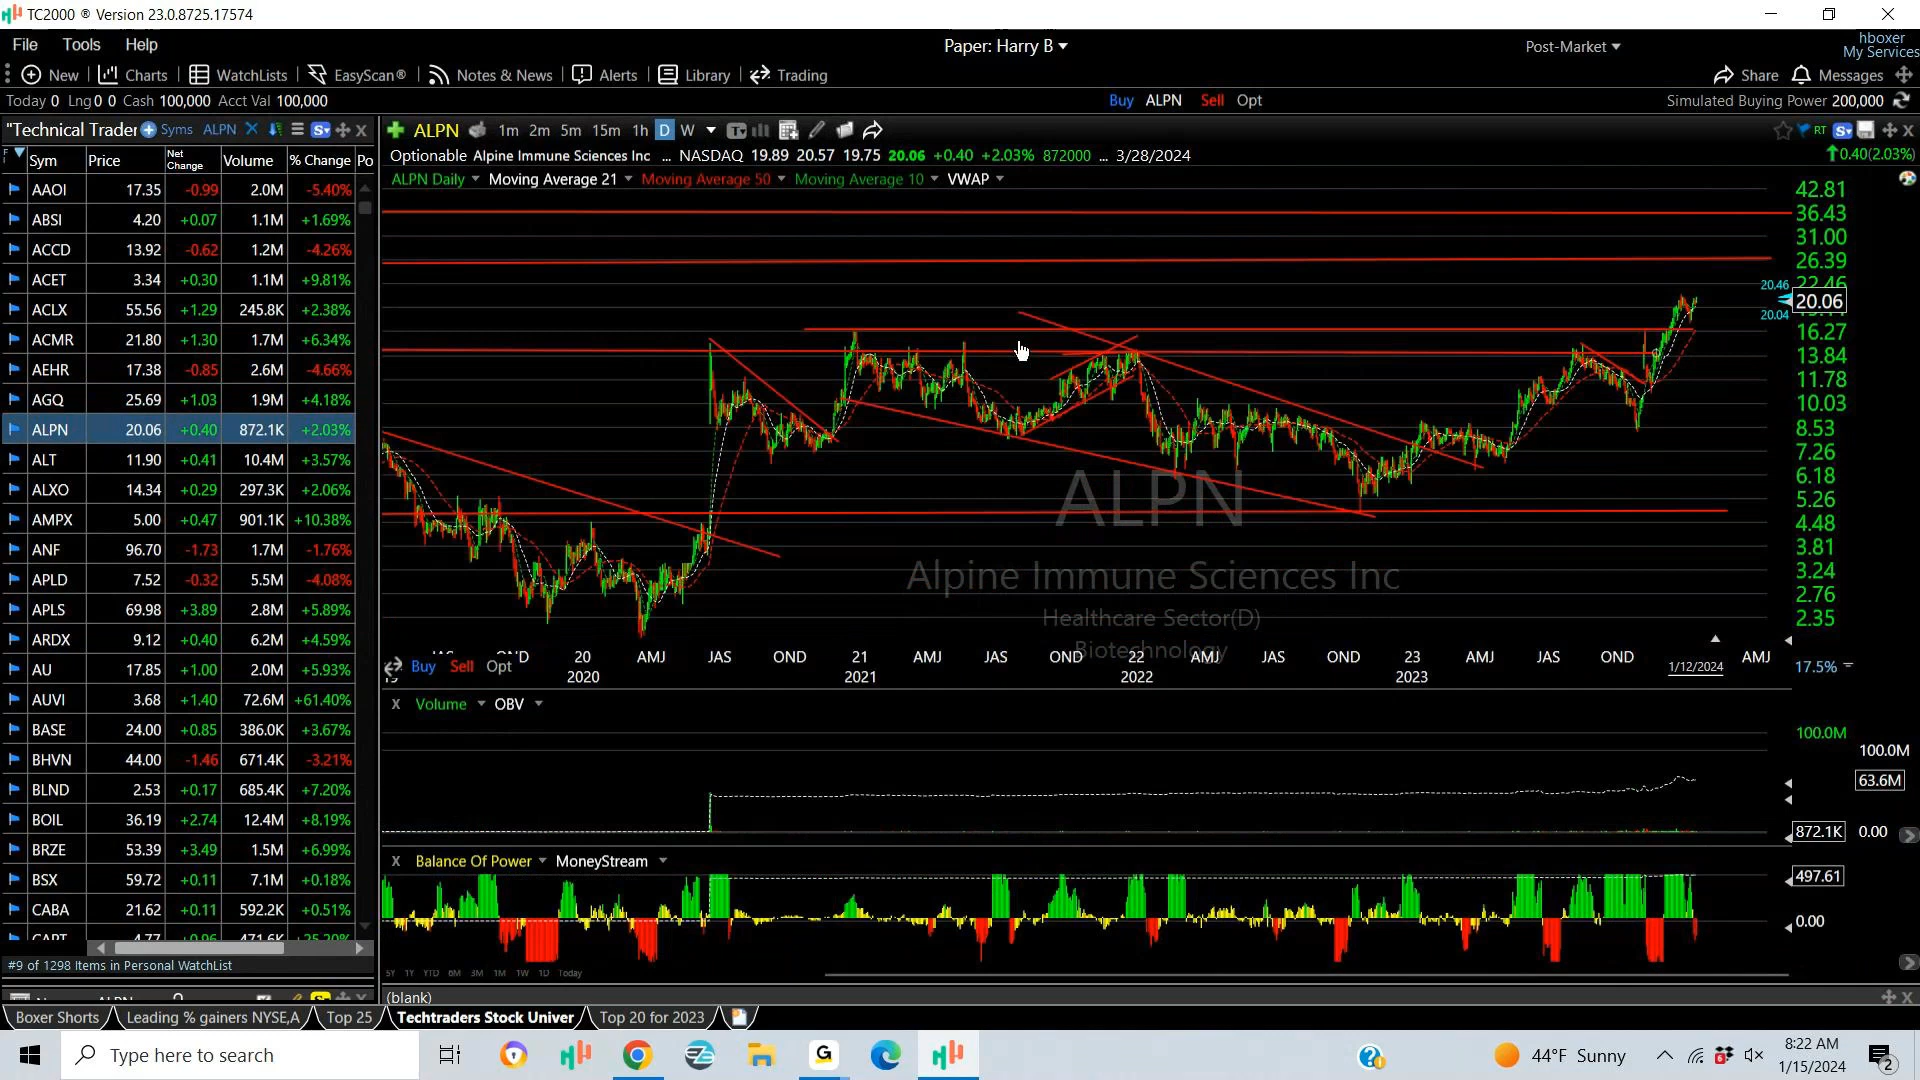 TC2000 ® Version 23.0.8725.17574
File Tools Help
Paper: Harry B
Post-Market
hboxer
My Services
New Charts WatchLists EasyScan® Notes & News Alerts Library Trading
Share Messages
Today 0 Lng 0 0 Cash 100,000 Acct Val 100,000
Buy ALPN Sell Opt
Simulated Buying Power 200,000
"Technical Trader Syms ALPN
ALPN 1m 2m 5m 15m 1h D W
RT
Sym Price Net Change Volume % Change Po
Optionable Alpine Immune Sciences Inc ... NASDAQ 19.89 20.57 19.75 20.06 +0.40 +2.03% 872000 ... 3/28/2024
0.40(2.03%)
ALPN Daily Moving Average 21 Moving Average 50 Moving Average 10 VWAP
AAOI 17.35 -0.99 2.0M -5.40%
ABSI 4.20 +0.07 1.1M +1.69%
ACCD 13.92 -0.62 1.2M -4.26%
ACET 3.34 +0.30 1.1M +9.81%
ACLX 55.56 +1.29 245.8K +2.38%
ACMR 21.80 +1.30 1.7M +6.34%
AEHR 17.38 -0.85 2.6M -4.66%
AGQ 25.69 +1.03 1.9M +4.18%
ALPN 20.06 +0.40 872.1K +2.03%
ALT 11.90 +0.41 10.4M +3.57%
ALXO 14.34 +0.29 297.3K +2.06%
AMPX 5.00 +0.47 901.1K +10.38%
ANF 96.70 -1.73 1.7M -1.76%
APLD 7.52 -0.32 5.5M -4.08%
APLS 69.98 +3.89 2.8M +5.89%
ARDX 9.12 +0.40 6.2M +4.59%
AU 17.85 +1.00 2.0M +5.93%
AUVI 3.68 +1.40 72.6M +61.40%
BASE 24.00 +0.85 386.0K +3.67%
BHVN 44.00 -1.46 671.4K -3.21%
BLND 2.53 +0.17 685.4K +7.20%
BOIL 36.19 +2.74 12.4M +8.19%
BRZE 53.39 +3.49 1.5M +6.99%
BSX 59.72 +0.11 7.1M +0.18%
CABA 21.62 +0.11 592.2K +0.51%
#9 of 1298 Items in Personal WatchList
42.81
36.43
31.00
26.39
22.46
20.46
20.06
20.04
16.27
13.84
11.78
10.03
8.53
7.26
6.18
5.26
4.48
3.81
3.24
2.76
2.35
ALPN
Alpine Immune Sciences Inc
Healthcare Sector(D)
Biotechnology
Buy Sell Opt
OND 20 AMJ JAS OND 21 AMJ JAS OND 22 AMJ JAS OND 23 AMJ JAS OND 1/12/2024 AMJ
2020 2021 2022 2023
17.5%
X Volume OBV
100.0M
100.0M
63.6M
872.1K 0.00
X Balance Of Power MoneyStream
497.61
0.00
5Y 1Y YTD 6M 3M 1M 1W 1D Today
(blank)
Boxer Shorts Leading % gainers NYSE,A Top 25 Techtraders Stock Univer Top 20 for 2023
Type here to search
44°F Sunny
8:22 AM
1/15/2024
2